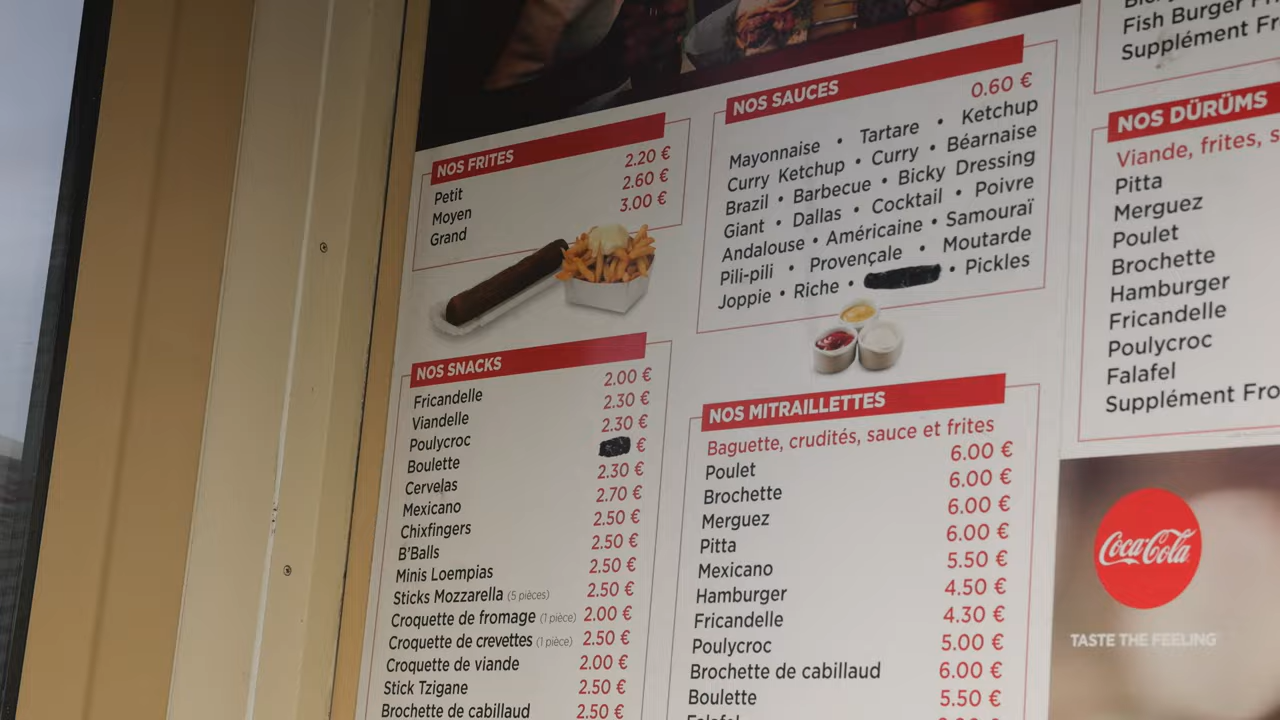 NOS FRITES
Petit 2.20 €
Moyen 2.60 €
Grand 3.00 €
NOS SNACKS
Fricandelle 2.00 €
Viandelle 2.30 €
Poulycroc 2.30 €
Boulette €
Cervelas 2.30 €
Mexicano 2.70 €
Chixfingers 2.50 €
B'Balls 2.50 €
Minis Loempias 2.50 €
Sticks Mozzarella (5 pièces) 2.50 €
Croquette de fromage (1 pièce) 2.00 €
Croquette de crevettes (1 pièce) 2.50 €
Croquette de viande 2.00 €
Stick Tzigane 2.50 €
Brochette de cabillaud 2.50 €
NOS SAUCES
0.60 €
Mayonnaise • Tartare • Ketchup
Curry Ketchup • Curry • Béarnaise
Brazil • Barbecue • Bicky Dressing
Giant • Dallas • Cocktail • Poivre
Andalouse • Américaine • Samouraï
Pili-pili • Provençale • Moutarde
Joppie • Riche • • Pickles
NOS MITRAILLETTES
Baguette, crudités, sauce et frites
Poulet 6.00 €
Brochette 6.00 €
Merguez 6.00 €
Pitta 6.00 €
Mexicano 5.50 €
Hamburger 4.50 €
Fricandelle 4.30 €
Poulycroc 5.00 €
Brochette de cabillaud 6.00 €
Boulette 5.50 €
Falafel
Fish Burger
Supplément
NOS DÜRÜMS
Viande, frites,
Pitta
Merguez
Poulet
Brochette
Hamburger
Fricandelle
Poulycroc
Falafel
Supplément
Coca-Cola
TASTE THE FEELING